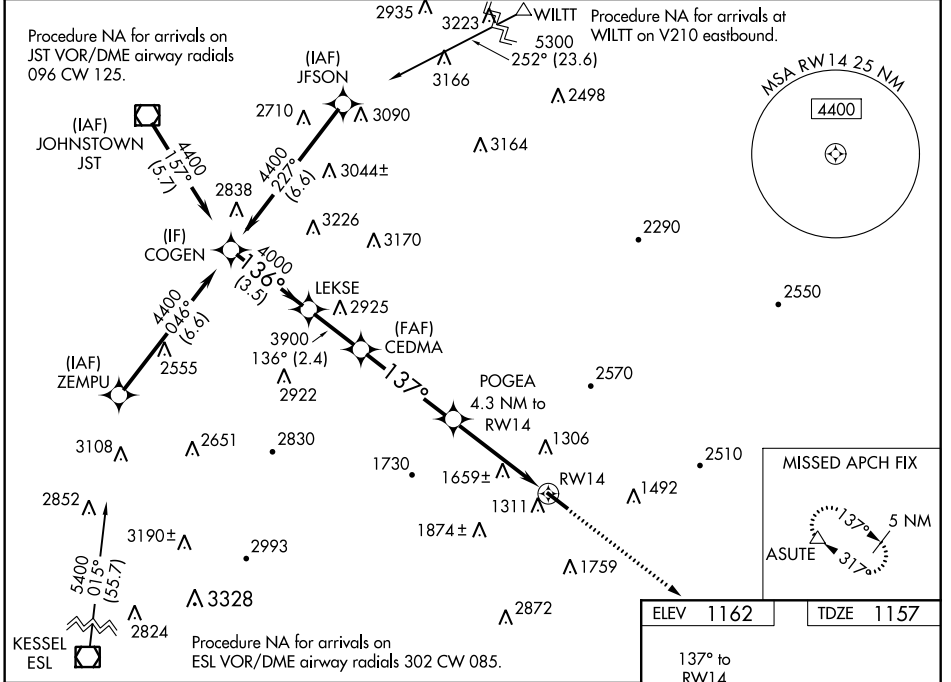 Procedure NA for arrivals on
JST VOR/DME airway radials
096 CW 125.
2935
3223
WILTT
Procedure NA for arrivals at
WILTT on V210 eastbound.
5300
252° (23.6)
3166
2498
(IAF)
JFSON
2710
3090
3164
MSA RW14 25 NM
4400
(IAF)
JOHNSTOWN
JST
4400
157°
(5.7)
4400
227°
(6.6)
3044±
2838
3226
3170
2290
2550
(IF)
COGEN
4000
136°
(3.5)
LEKSE
2925
3900
136° (2.4)
(FAF)
CEDMA
4400
046°
(6.6)
2555
(IAF)
ZEMPU
2922
137°
POGEA
4.3 NM to
RW14
2570
3108
2651
2830
1730
1306
1659±
RW14
2510
1311
1492
2852
3190±
2993
1874±
1759
MISSED APCH FIX
137°
5 NM
ASUTE
317°
5400
015°
(55.7)
3328
2824
2872
KESSEL
ESL
Procedure NA for arrivals on
ESL VOR/DME airway radials 302 CW 085.
ELEV 1162
TDZE 1157
137° to
RW14